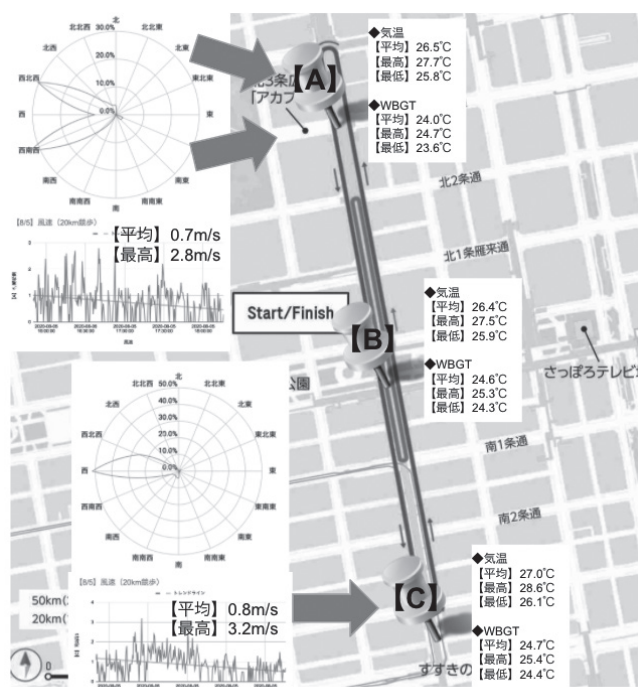 北
北北西
北北東
北西
北東
西北西
東北東
西
東
西南西
南西
南東
南南西
南南東
南
30.0%
20.0%
10.0%
0.0%
[8/5] 風速（20km競歩）
【平均】0.7m/s
【最高】2.8m/s
【A】
北3条広
「アカプ
◆気温
【平均】26.5℃
【最高】27.7℃
【最低】25.8℃
◆WBGT
【平均】24.0℃
【最高】24.7℃
【最低】23.6℃
北2条通
北1条雁来通
Start/Finish
【B】
◆気温
【平均】26.4℃
【最高】27.5℃
【最低】25.9℃
◆WBGT
【平均】24.6℃
【最高】25.3℃
【最低】24.3℃
さっぽろテレビ
公園
南1条通
南2条通
北
北北西
北北東
北西
北東
西北西
東北東
西
東
西南西
東南東
南西
南東
南南西
南南東
南
50.0%
40.0%
30.0%
20.0%
10.0%
0.0%
[8/5] 風速（20km競歩）
トレンドライン
【平均】0.8m/s
【最高】3.2m/s
【C】
◆気温
【平均】27.0℃
【最高】28.6℃
【最低】26.1℃
◆WBGT
【平均】24.7℃
【最高】25.4℃
【最低】24.4℃
50km(
20km(
0
すすきの